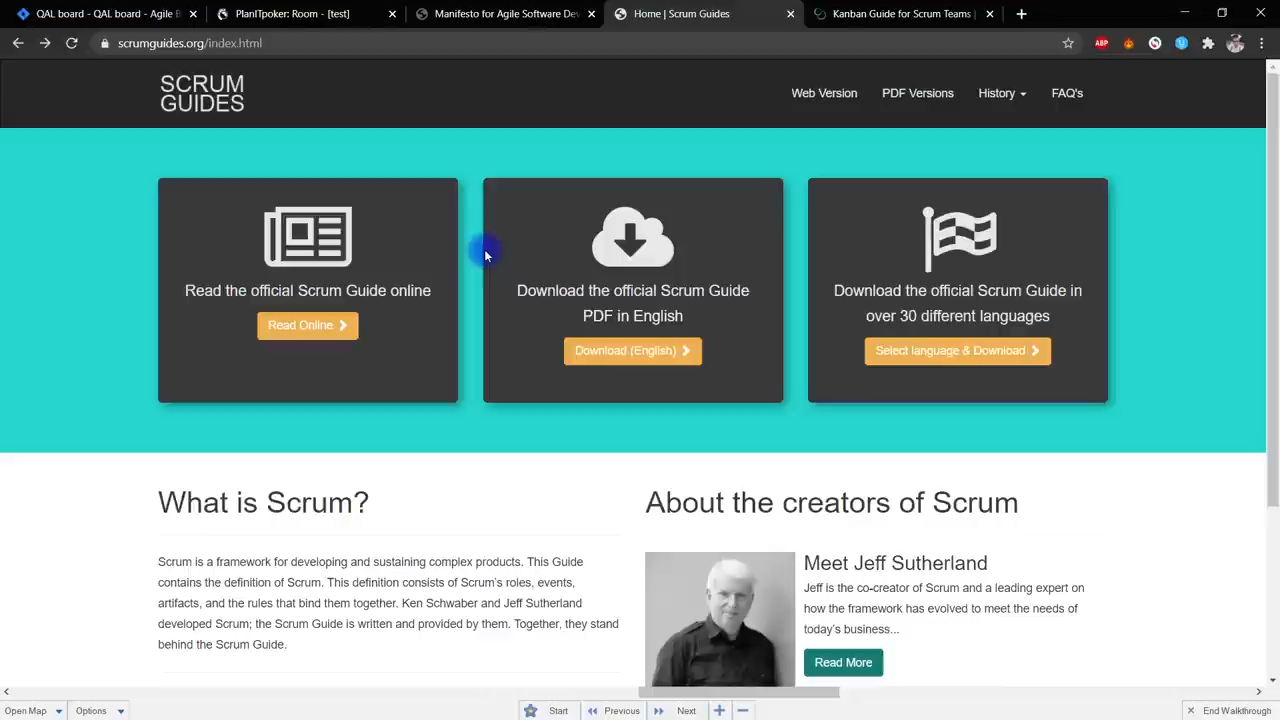 QAL board - QAL board - Agile B
PlanITpoker: Room - [test]
Manifesto for Agile Software Dev
Home | Scrum Guides
Kanban Guide for Scrum Teams |
scrumguides.org/index.html
ABP
SCRUM
GUIDES
Web Version
PDF Versions
History
FAQ's
Read the official Scrum Guide online
Read Online
Download the official Scrum Guide
PDF in English
Download (English)
Download the official Scrum Guide in
over 30 different languages
Select language & Download
What is Scrum?
Scrum is a framework for developing and sustaining complex products. This Guide
contains the definition of Scrum. This definition consists of Scrum's roles, events,
artifacts, and the rules that bind them together. Ken Schwaber and Jeff Sutherland
developed Scrum; the Scrum Guide is written and provided by them. Together, they stand
behind the Scrum Guide.
About the creators of Scrum
Meet Jeff Sutherland
Jeff is the co-creator of Scrum and a leading expert on
how the framework has evolved to meet the needs of
today's business...
Read More
Open Map
Options
Start
Previous
Next
End Walkthrough